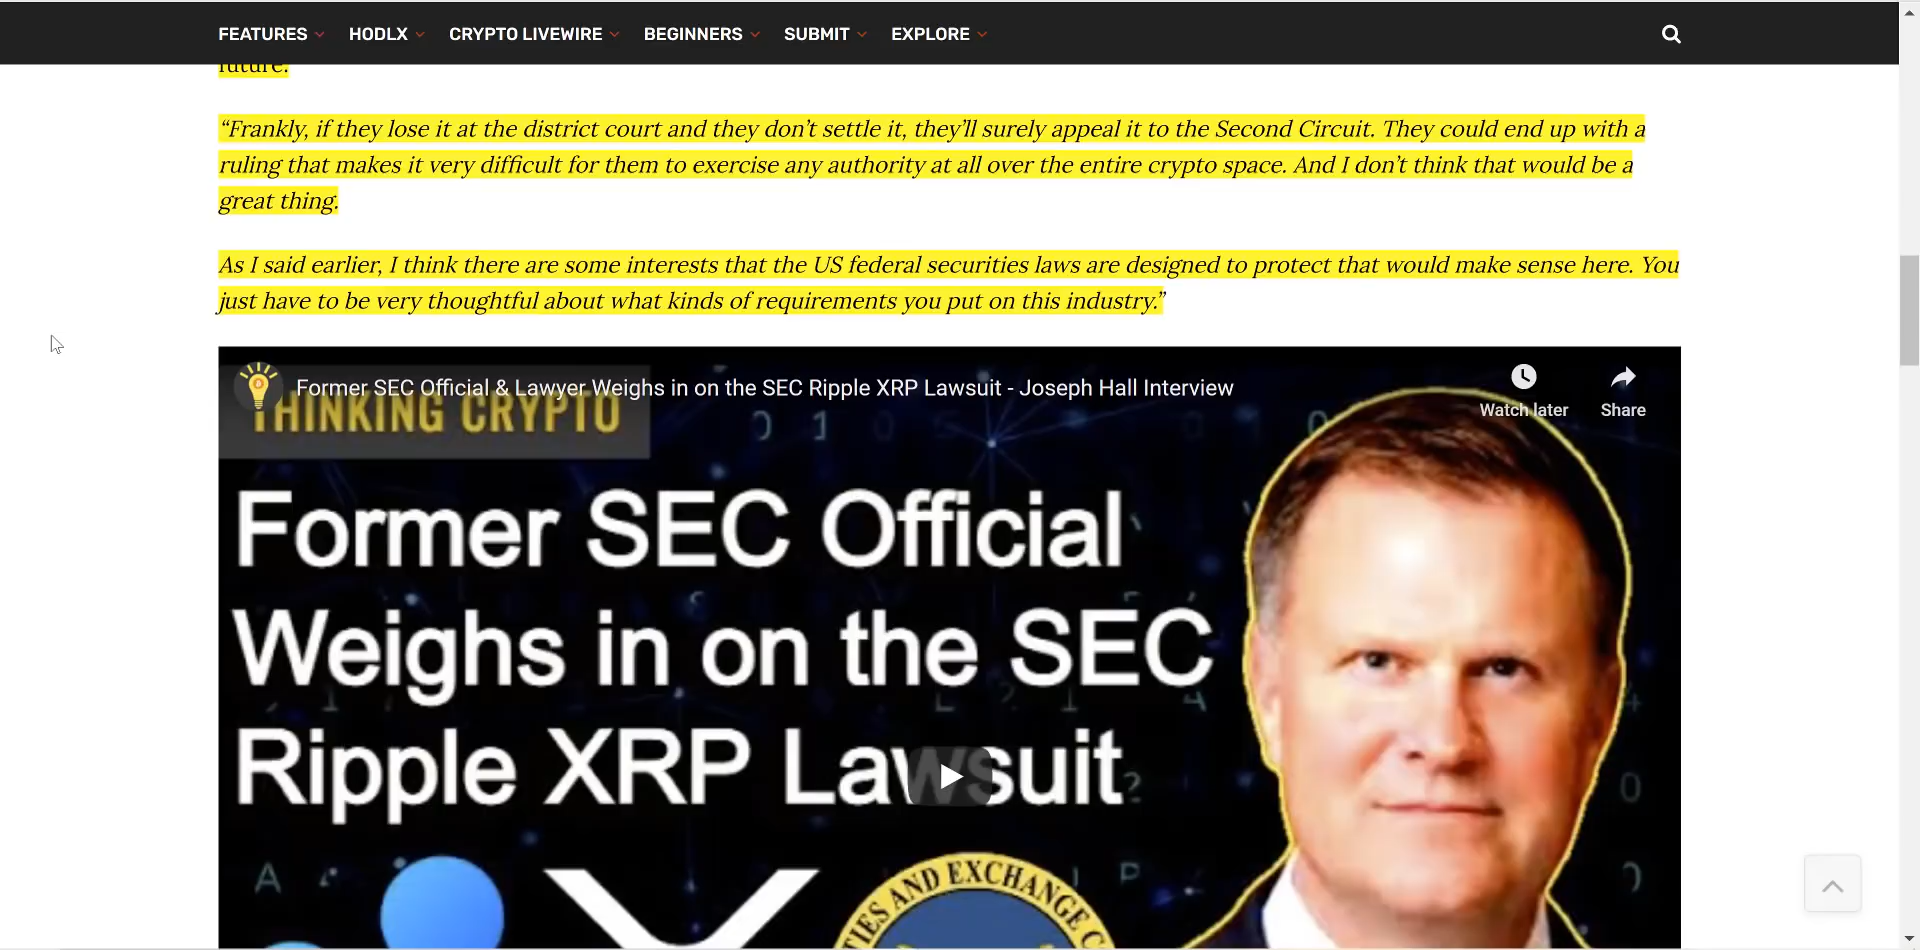 FEATURES HODLX CRYPTO LIVEWIRE BEGINNERS SUBMIT EXPLORE
future.
“Frankly, if they lose it at the district court and they don’t settle it, they’ll surely appeal it to the Second Circuit. They could end up with a
ruling that makes it very difficult for them to exercise any authority at all over the entire crypto space. And I don’t think that would be a
great thing.
As I said earlier, I think there are some interests that the US federal securities laws are designed to protect that would make sense here. You
just have to be very thoughtful about what kinds of requirements you put on this industry.”
Former SEC Official & Lawyer Weighs in on the SEC Ripple XRP Lawsuit - Joseph Hall Interview
Watch later
Share
THINKING CRYPTO
Former SEC Official
Weighs in on the SEC
Ripple XRP Lawsuit
AND EXCHANGE